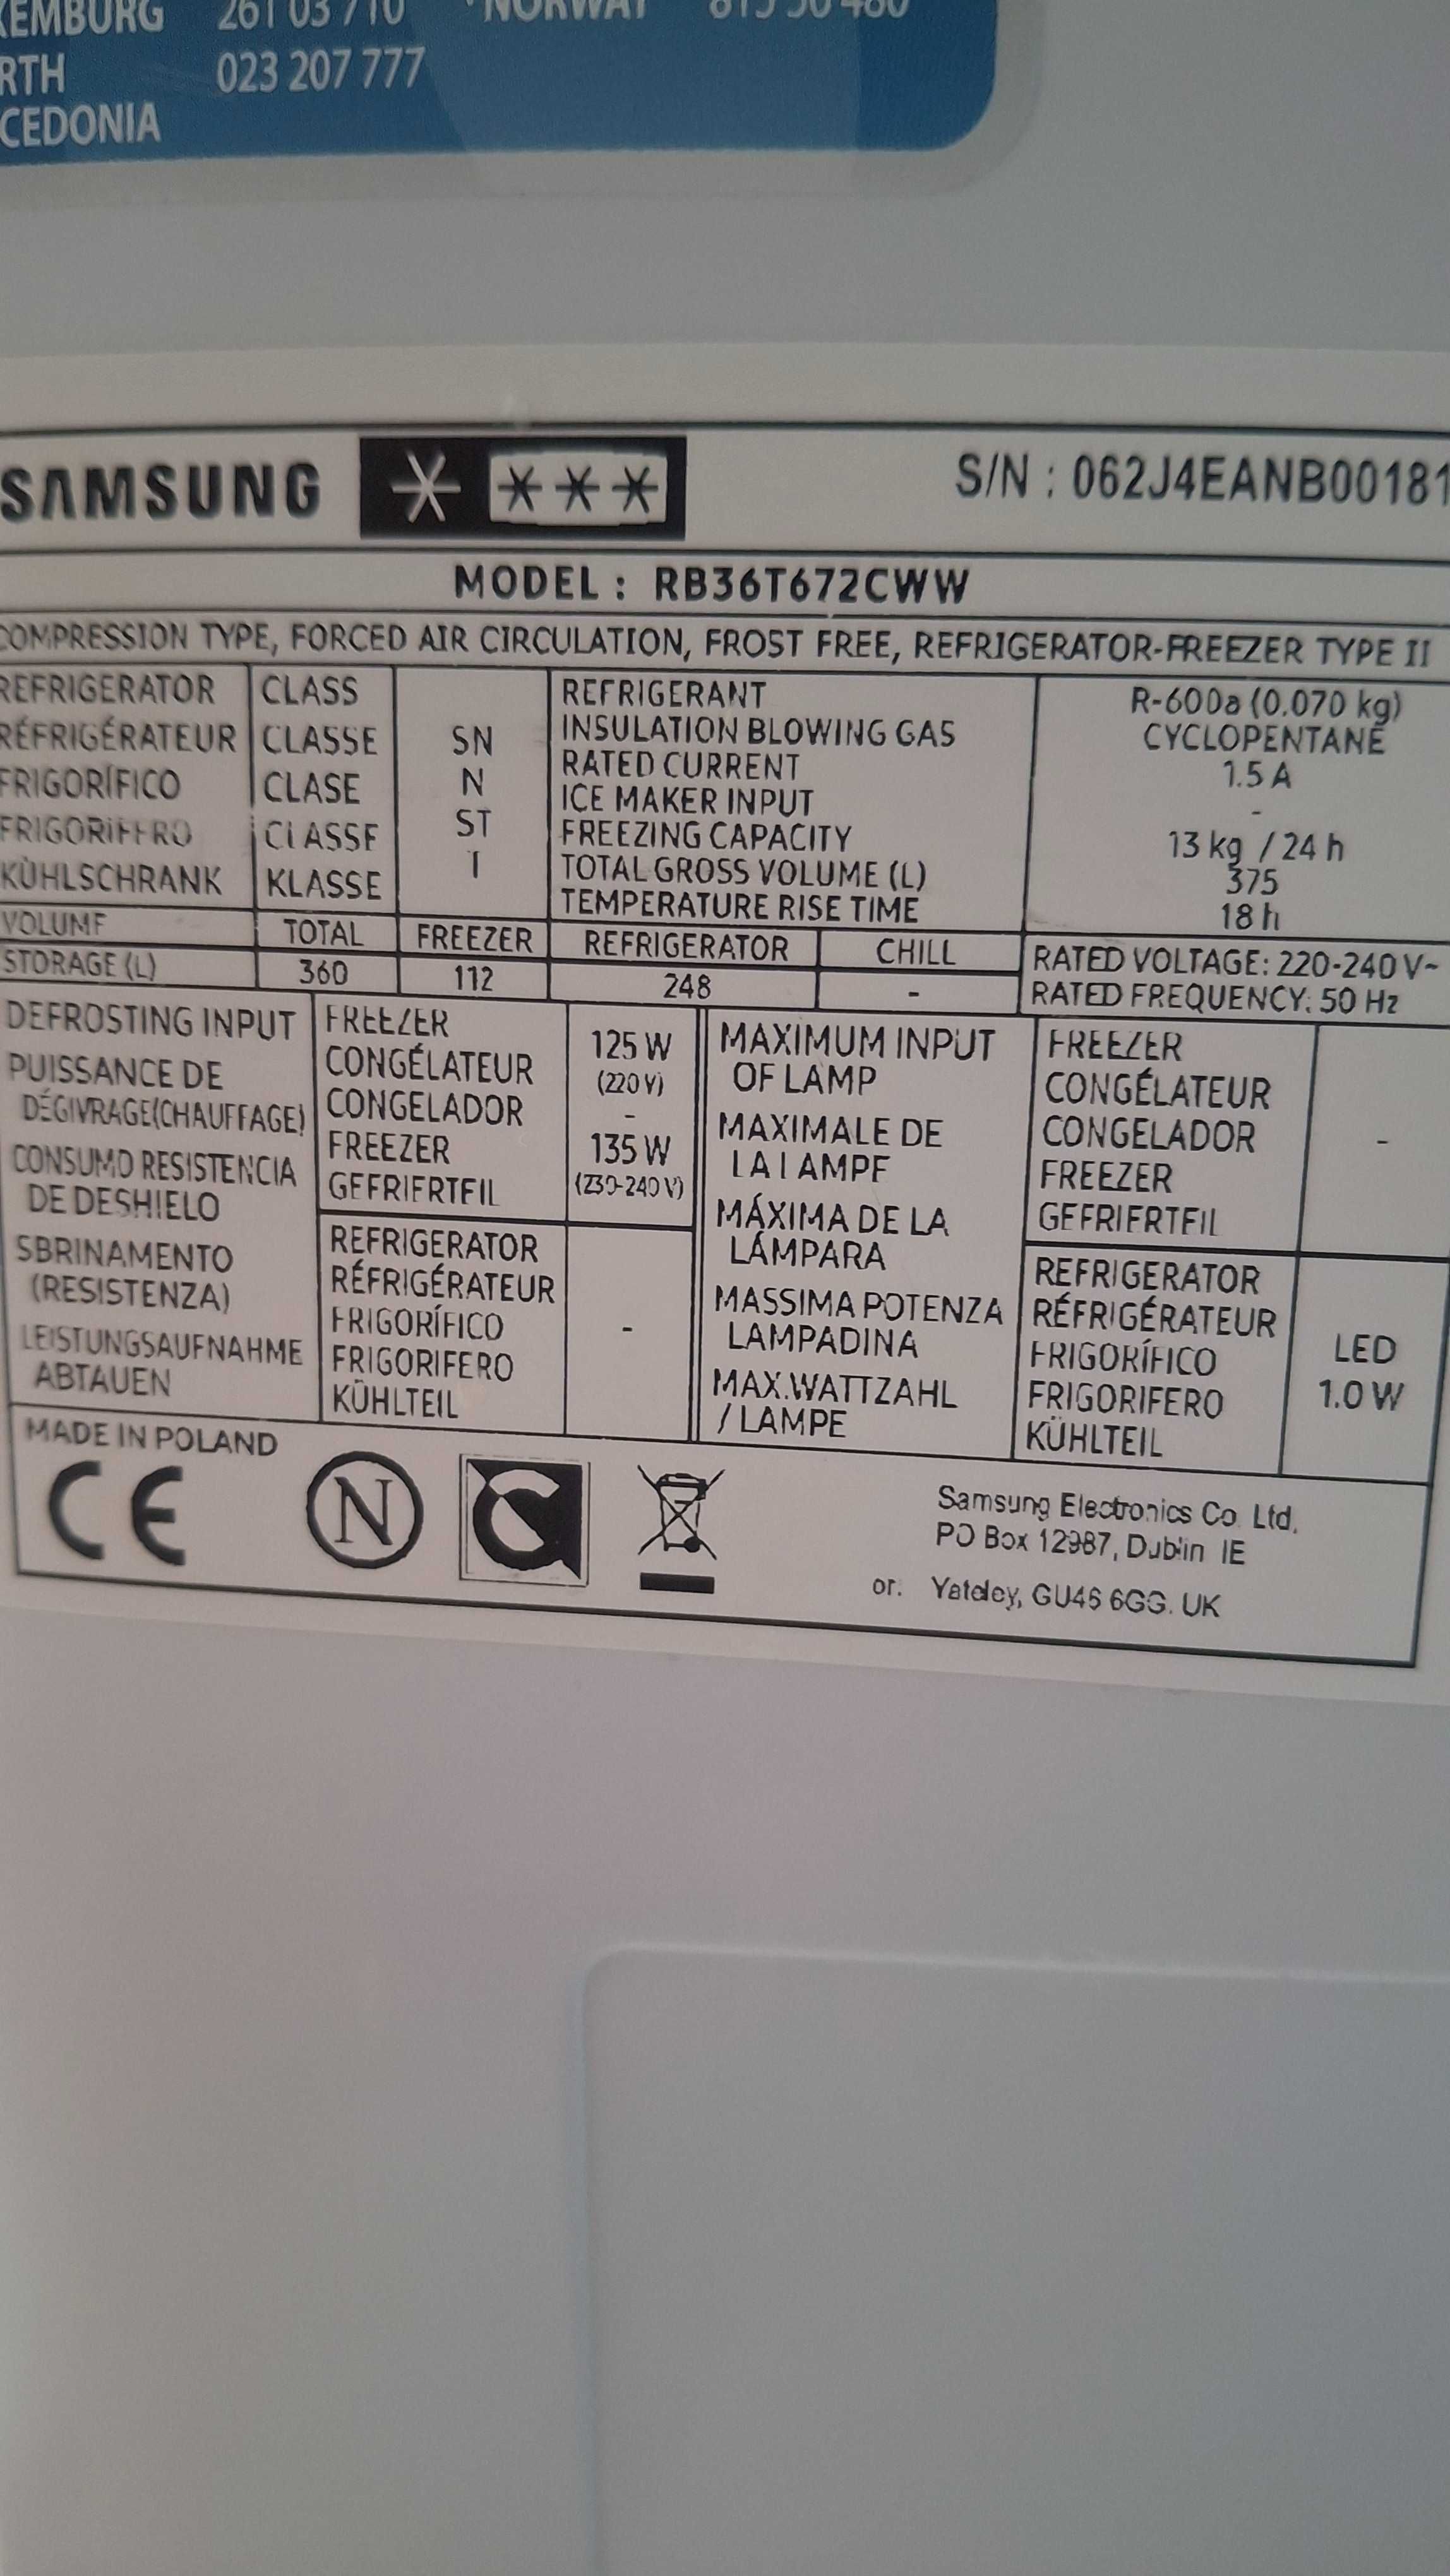 EMBURG 261 03 710 *NORWAY 815 56 480
RTH 023 207 777
CEDONIA
SAMSUNG S/N : 062J4EANB00181
MODEL : RB36T672CWW
COMPRESSION TYPE, FORCED AIR CIRCULATION, FROST FREE, REFRIGERATOR-FREEZER TYPE II
REFRIGERATOR CLASS
RÉFRIGÉRATEUR CLASSE
FRIGORÍFICO CLASE
FRIGORIFERO CLASSE
KÜHLSCHRANK KLASSE
SN
N
ST
T
REFRIGERANT R-600a (0.070 kg)
INSULATION BLOWING GAS CYCLOPENTANE
RATED CURRENT 1.5 A
ICE MAKER INPUT -
FREEZING CAPACITY 13 kg / 24 h
TOTAL GROSS VOLUME (L) 375
TEMPERATURE RISE TIME 18 h
VOLUME TOTAL FREEZER REFRIGERATOR CHILL
STORAGE (L) 360 112 248 -
RATED VOLTAGE: 220-240 V~
RATED FREQUENCY: 50 Hz
DEFROSTING INPUT
PUISSANCE DE
DÉGIVRAGE(CHAUFFAGE)
CONSUMO RESISTENCIA
DE DESHIELO
SBRINAMENTO
(RESISTENZA)
LEISTUNGSAUFNAHME
ABTAUEN
FREEZER
CONGÉLATEUR
CONGELADOR
FREEZER
GEFRIERTEIL
125 W
(220 V)
-
135 W
(230-240 V)
REFRIGERATOR
RÉFRIGÉRATEUR
FRIGORÍFICO
FRIGORIFERO
KÜHLTEIL
-
MAXIMUM INPUT
OF LAMP
MAXIMALE DE
LA LAMPE
MÁXIMA DE LA
LÁMPARA
MASSIMA POTENZA
LAMPADINA
MAX.WATTZAHL
/ LAMPE
FREEZER
CONGÉLATEUR
CONGELADOR
FREEZER
GEFRIERTEIL
-
REFRIGERATOR
RÉFRIGÉRATEUR
FRIGORÍFICO
FRIGORIFERO
KÜHLTEIL
LED
1.0 W
MADE IN POLAND
CE N
Samsung Electronics Co. Ltd.
PO Box 12987, Dublin IE
or. Yateley, GU46 6GG. UK